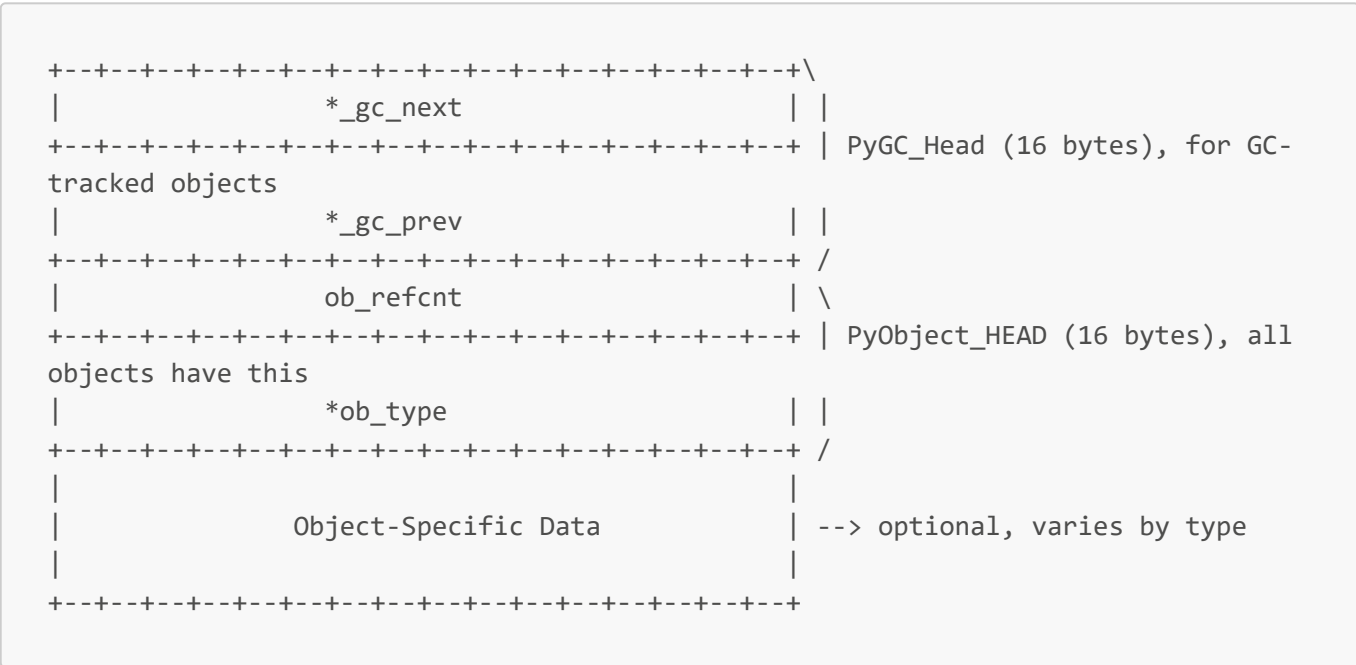 +--+--+--+--+--+--+--+--+--+--+--+--+--+--+--+--+\
|                 *_gc_next                     | |
+--+--+--+--+--+--+--+--+--+--+--+--+--+--+--+--+ | PyGC_Head (16 bytes), for GC-
tracked objects
|                 *_gc_prev                     | |
+--+--+--+--+--+--+--+--+--+--+--+--+--+--+--+--+ /
|                 ob_refcnt                     | \
+--+--+--+--+--+--+--+--+--+--+--+--+--+--+--+--+ | PyObject_HEAD (16 bytes), all
objects have this
|                 *ob_type                      | |
+--+--+--+--+--+--+--+--+--+--+--+--+--+--+--+--+ /
|                                               |
|               Object-Specific Data            | --> optional, varies by type
|                                               |
+--+--+--+--+--+--+--+--+--+--+--+--+--+--+--+--+